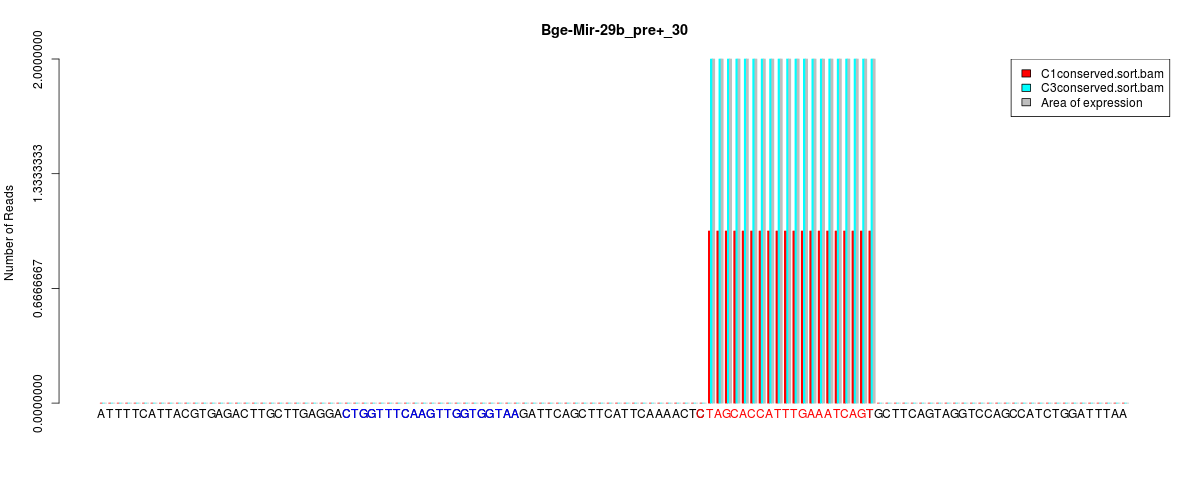 Bge-Mir-29b_pre+_30
Number of Reads
2.0000000
1.3333333
0.6666667
0.0000000
C1conserved.sort.bam
C3conserved.sort.bam
Area of expression
ATTTTCATTACGTGAGACTTGCTTGAGGACTGGTTTCAAGTTGGTGGTAAGATTCAGCTTCATTCAAAACTCTAGCACCATTTGAAATCAGTGCTTCAGTAGGTCCAGCCATCTGGATTTAA